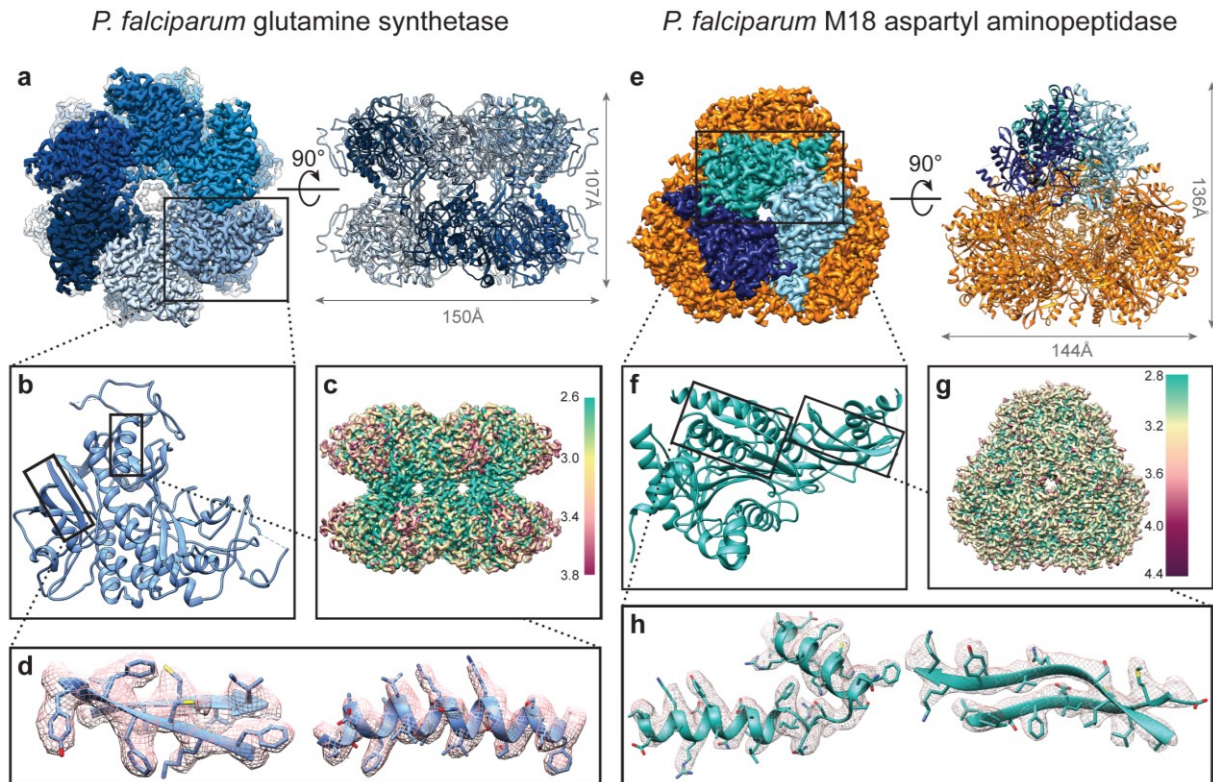 P. falciparum glutamine synthetase
P. falciparum M18 aspartyl aminopeptidase
a
90°
107Å
150Å
e
90°
136Å
144Å
b
c
2.6
3.0
3.4
3.8
f
g
2.8
3.2
3.6
4.0
4.4
d
h